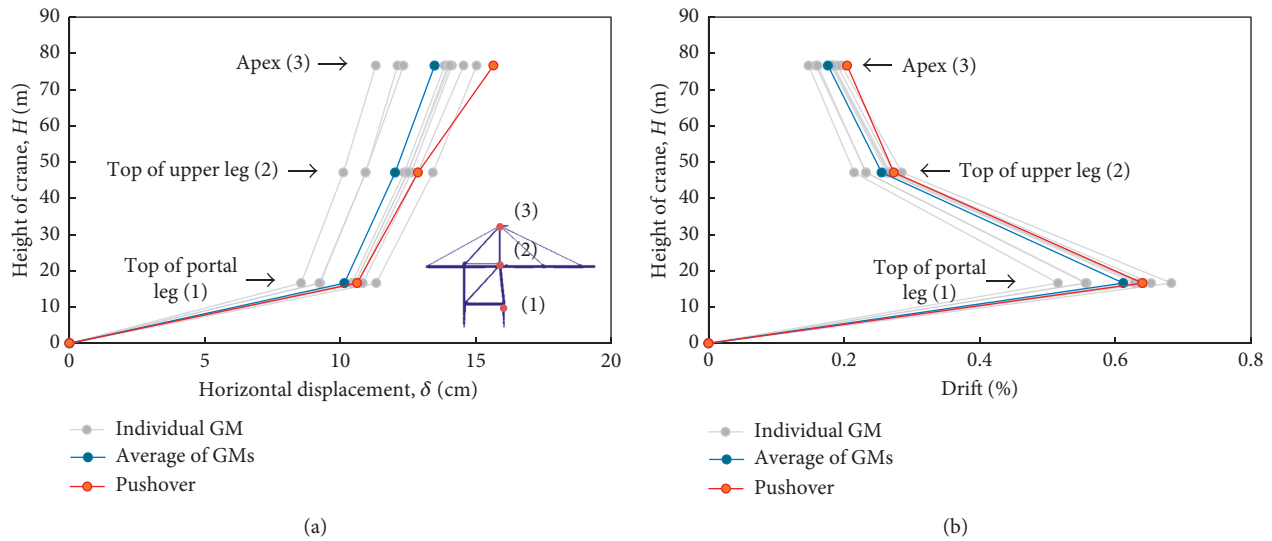 90
80
70
60
50
40
30
20
10
0
Height of crane, H (m)
Apex (3)
Top of upper leg (2)
Top of portal
leg (1)
(3)
(2)
(1)
0 5 10 15 20
Horizontal displacement, δ (cm)
Individual GM
Average of GMs
Pushover
(a)
90
80
70
60
50
40
30
20
10
0
Height of crane, H (m)
Apex (3)
Top of upper leg (2)
Top of portal
leg (1)
0 0.2 0.4 0.6 0.8
Drift (%)
Individual GM
Average of GMs
Pushover
(b)